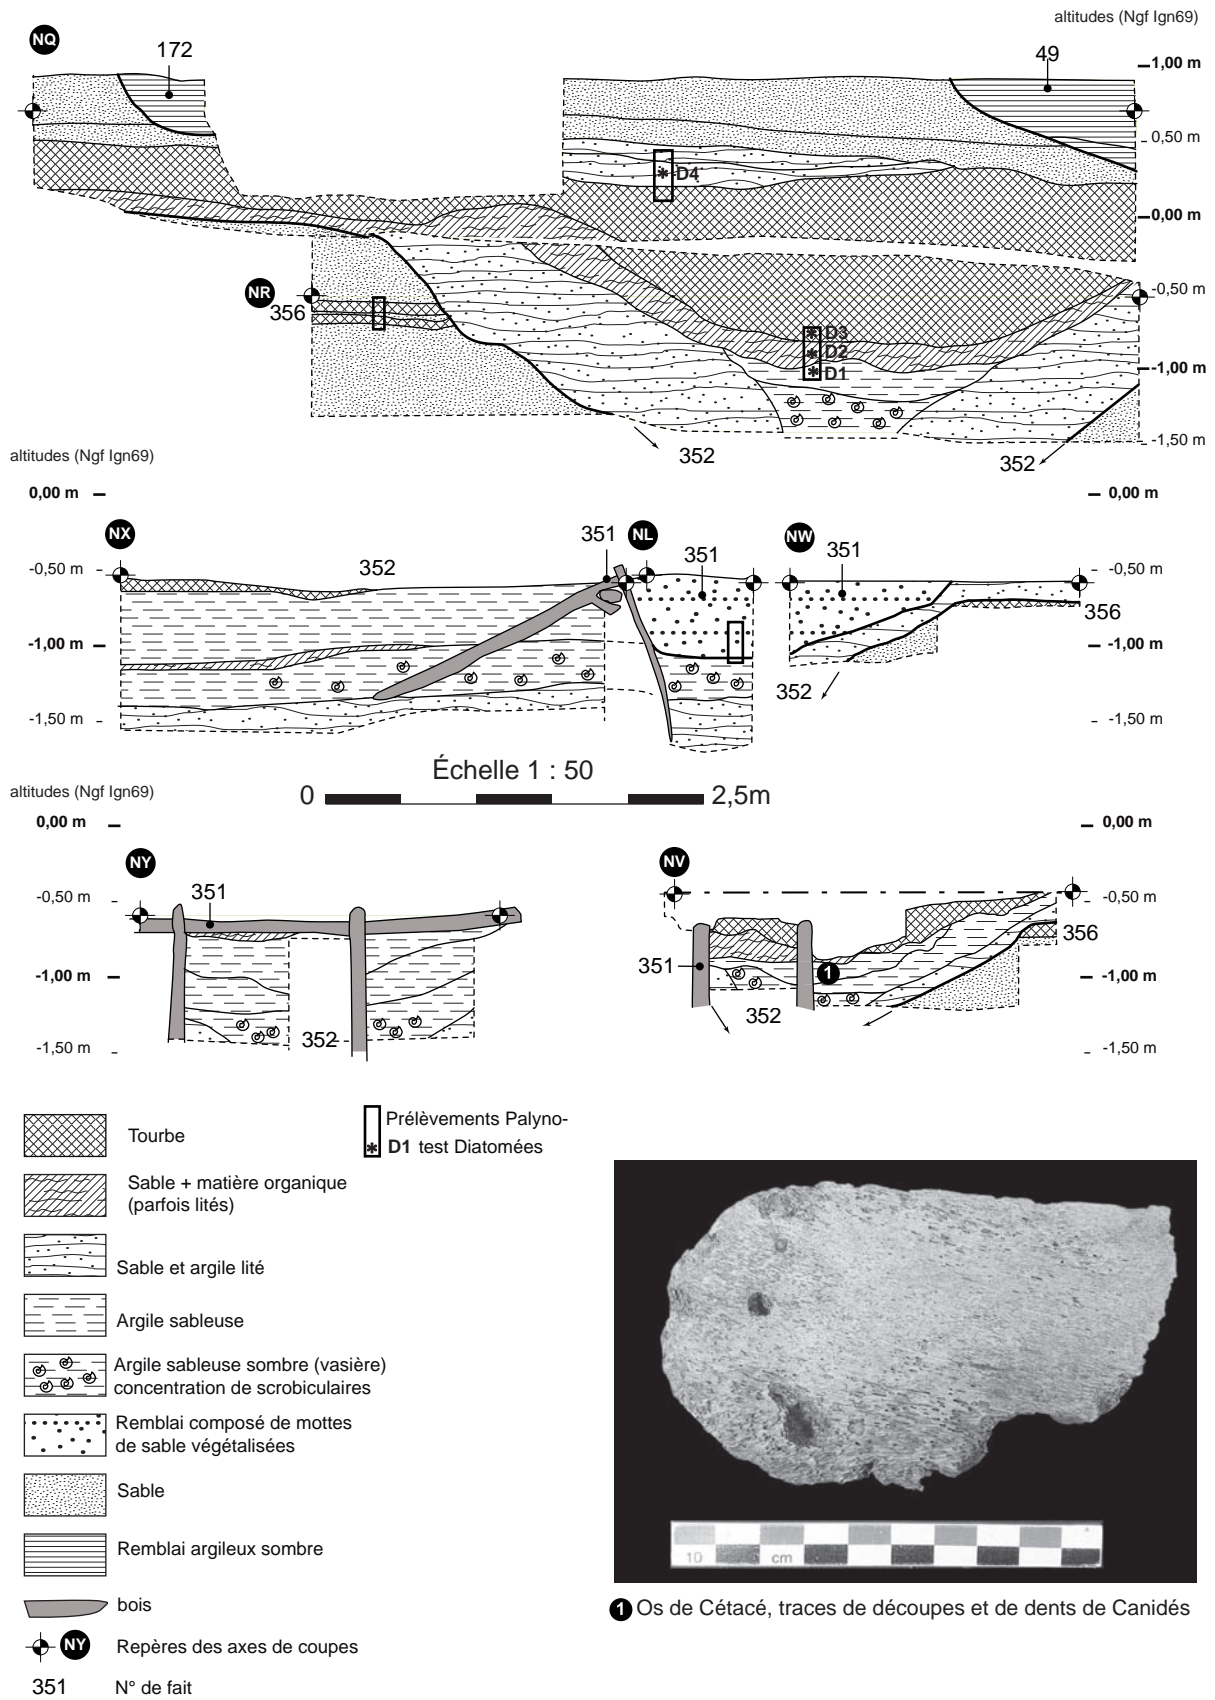 altitudes (Ngf Ign69)
NQ
172
49
1,00 m
0,50 m
D4
0,00 m
NR
356
-0,50 m
D3
D2
D1
-1,00 m
352
352
-1,50 m
altitudes (Ngf Ign69)
0,00 m
0,00 m
NX
351
NL
351
NW
351
-0,50 m
352
-0,50 m
356
-1,00 m
-1,00 m
352
-1,50 m
-1,50 m
Échelle 1 : 50
0
2,5m
altitudes (Ngf Ign69)
0,00 m
0,00 m
NY
NV
351
-0,50 m
-0,50 m
356
351
1
-1,00 m
-1,00 m
352
352
-1,50 m
-1,50 m
Tourbe
Prélèvements Palyno-
* D1 test Diatomées
Sable + matière organique
(parfois lités)
Sable et argile lité
Argile sableuse
Argile sableuse sombre (vasière)
concentration de scrobiculaires
Remblai composé de mottes
de sable végétalisées
Sable
Remblai argileux sombre
bois
NY Repères des axes de coupes
351 N° de fait
10 cm
1 Os de Cétacé, traces de découpes et de dents de Canidés